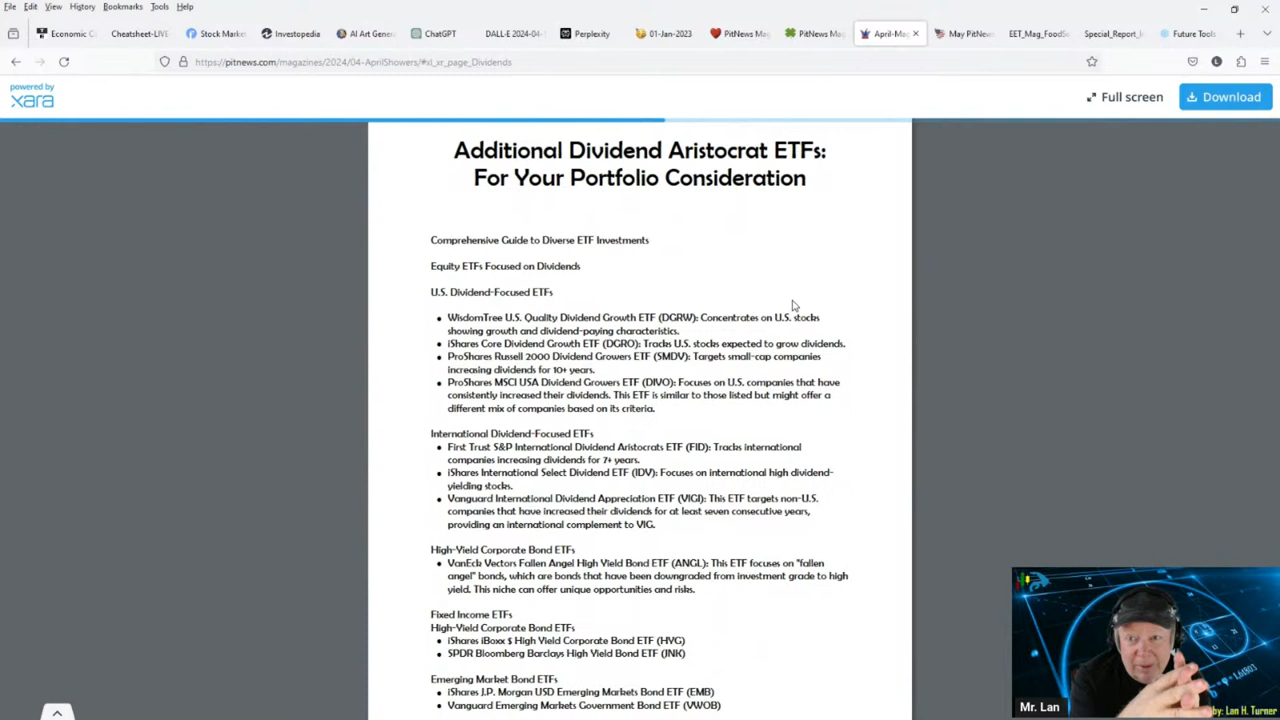 File Edit View History Bookmarks Tools Help
Economic C
Cheatsheet-LIVE
Stock Market
Investopedia
AI Art Gener
ChatGPT
DALL-E 2024-04-
Perplexity
01-Jan-2023
PitNews Mag
PitNews Mag
April-Mag
May PitNews
EET_Mag_FoodSe
Special_Report_In
Future Tools
https://pitnews.com/magazines/2024/04-AprilShowers/#xl_xr_page_Dividends
powered by
xara
Full screen
Download
Additional Dividend Aristocrat ETFs:
For Your Portfolio Consideration
Comprehensive Guide to Diverse ETF Investments
Equity ETFs Focused on Dividends
U.S. Dividend-Focused ETFs
• WisdomTree U.S. Quality Dividend Growth ETF (DGRW): Concentrates on U.S. stocks
showing growth and dividend-paying characteristics.
• iShares Core Dividend Growth ETF (DGRO): Tracks U.S. stocks expected to grow dividends.
• ProShares Russell 2000 Dividend Growers ETF (SMDV): Targets small-cap companies
increasing dividends for 10+ years.
• ProShares MSCI USA Dividend Growers ETF (DIVO): Focuses on U.S. companies that have
consistently increased their dividends. This ETF is similar to those listed but might offer a
different mix of companies based on its criteria.
International Dividend-Focused ETFs
• First Trust S&P International Dividend Aristocrats ETF (FID): Tracks international
companies increasing dividends for 7+ years.
• iShares International Select Dividend ETF (IDV): Focuses on international high dividend-
yielding stocks.
• Vanguard International Dividend Appreciation ETF (VIGI): This ETF targets non-U.S.
companies that have increased their dividends for at least seven consecutive years,
providing an international complement to VIG.
High-Yield Corporate Bond ETFs
• VanEck Vectors Fallen Angel High Yield Bond ETF (ANGL): This ETF focuses on "fallen
angel" bonds, which are bonds that have been downgraded from investment grade to high
yield. This niche can offer unique opportunities and risks.
Fixed Income ETFs
High-Yield Corporate Bond ETFs
• iShares iBoxx $ High Yield Corporate Bond ETF (HYG)
• SPDR Bloomberg Barclays High Yield Bond ETF (JNK)
Emerging Market Bond ETFs
• iShares J.P. Morgan USD Emerging Markets Bond ETF (EMB)
• Vanguard Emerging Markets Government Bond ETF (VWOB)
Mr. Lan
by: Lan H. Turner